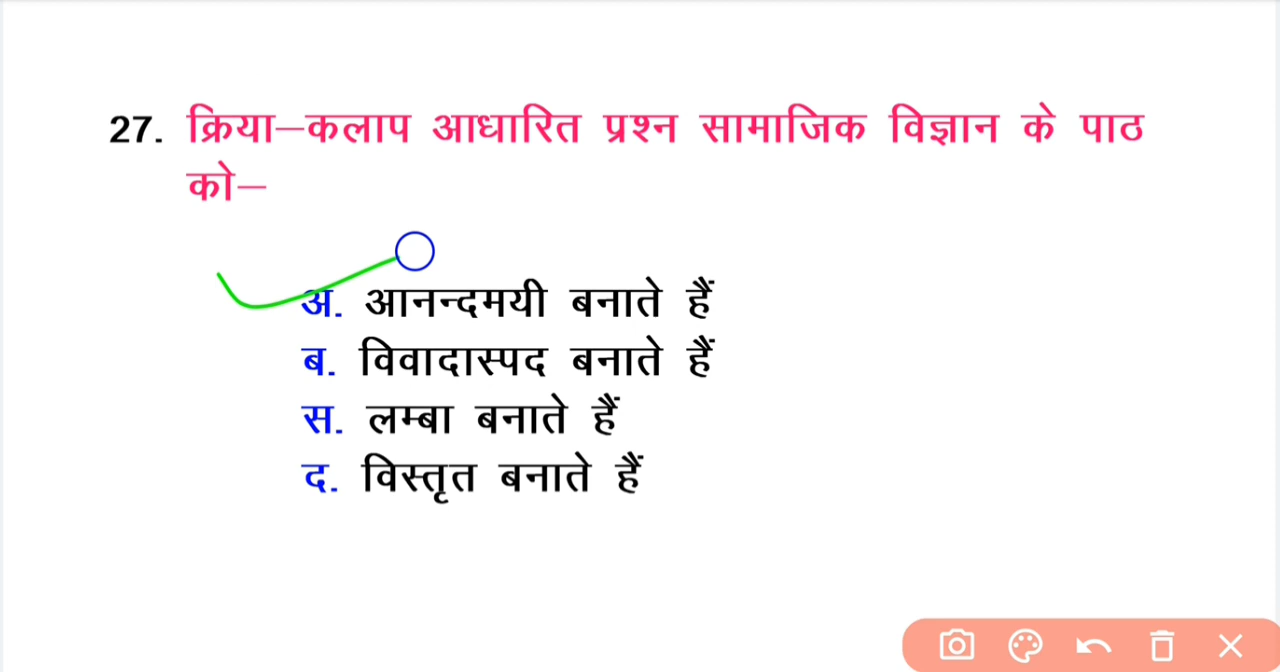 27. क्रिया–कलाप आधारित प्रश्न सामाजिक विज्ञान के पाठ
को–
अ. आनन्दमयी बनाते हैं
ब. विवादास्पद बनाते हैं
स. लम्बा बनाते हैं
द. विस्तृत बनाते हैं